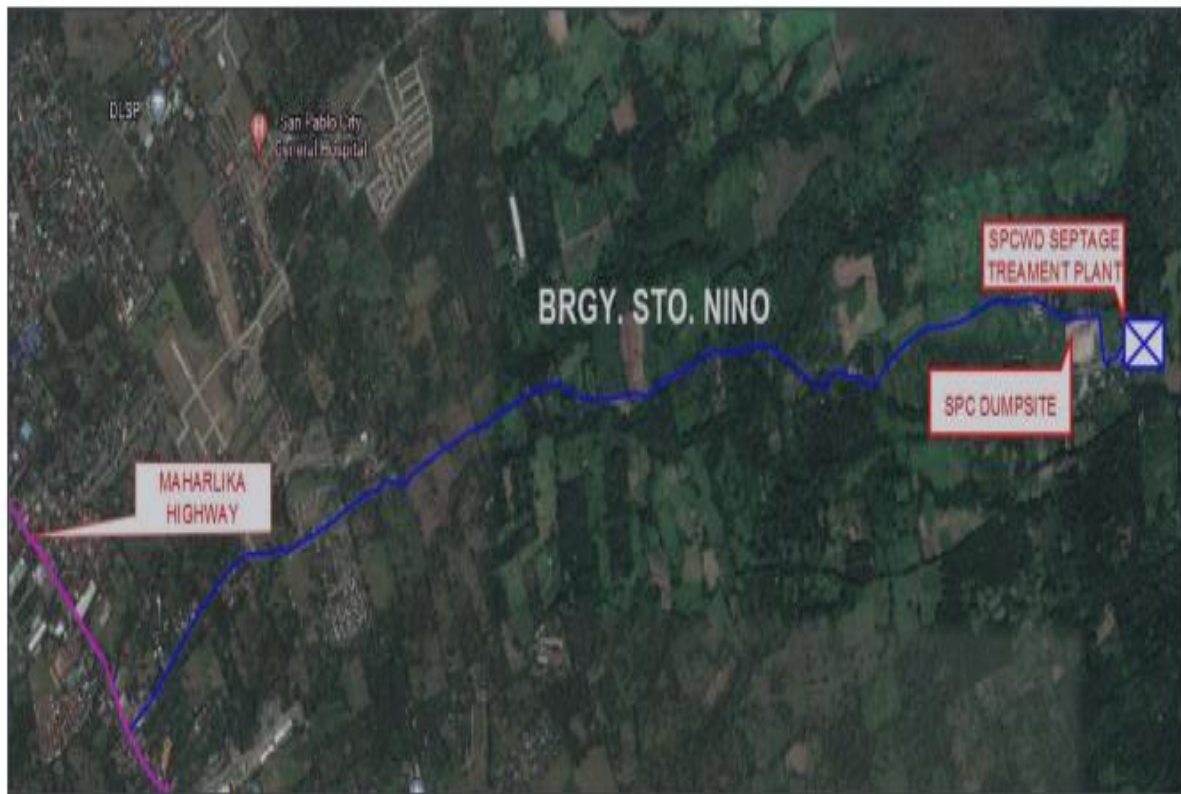 DLSP
San Pablo City
General Hospital
SPCWD SEPTAGE
TREAMENT PLANT
BRGY. STO. NINO
SPC DUMPSITE
MAHARLIKA
HIGHWAY